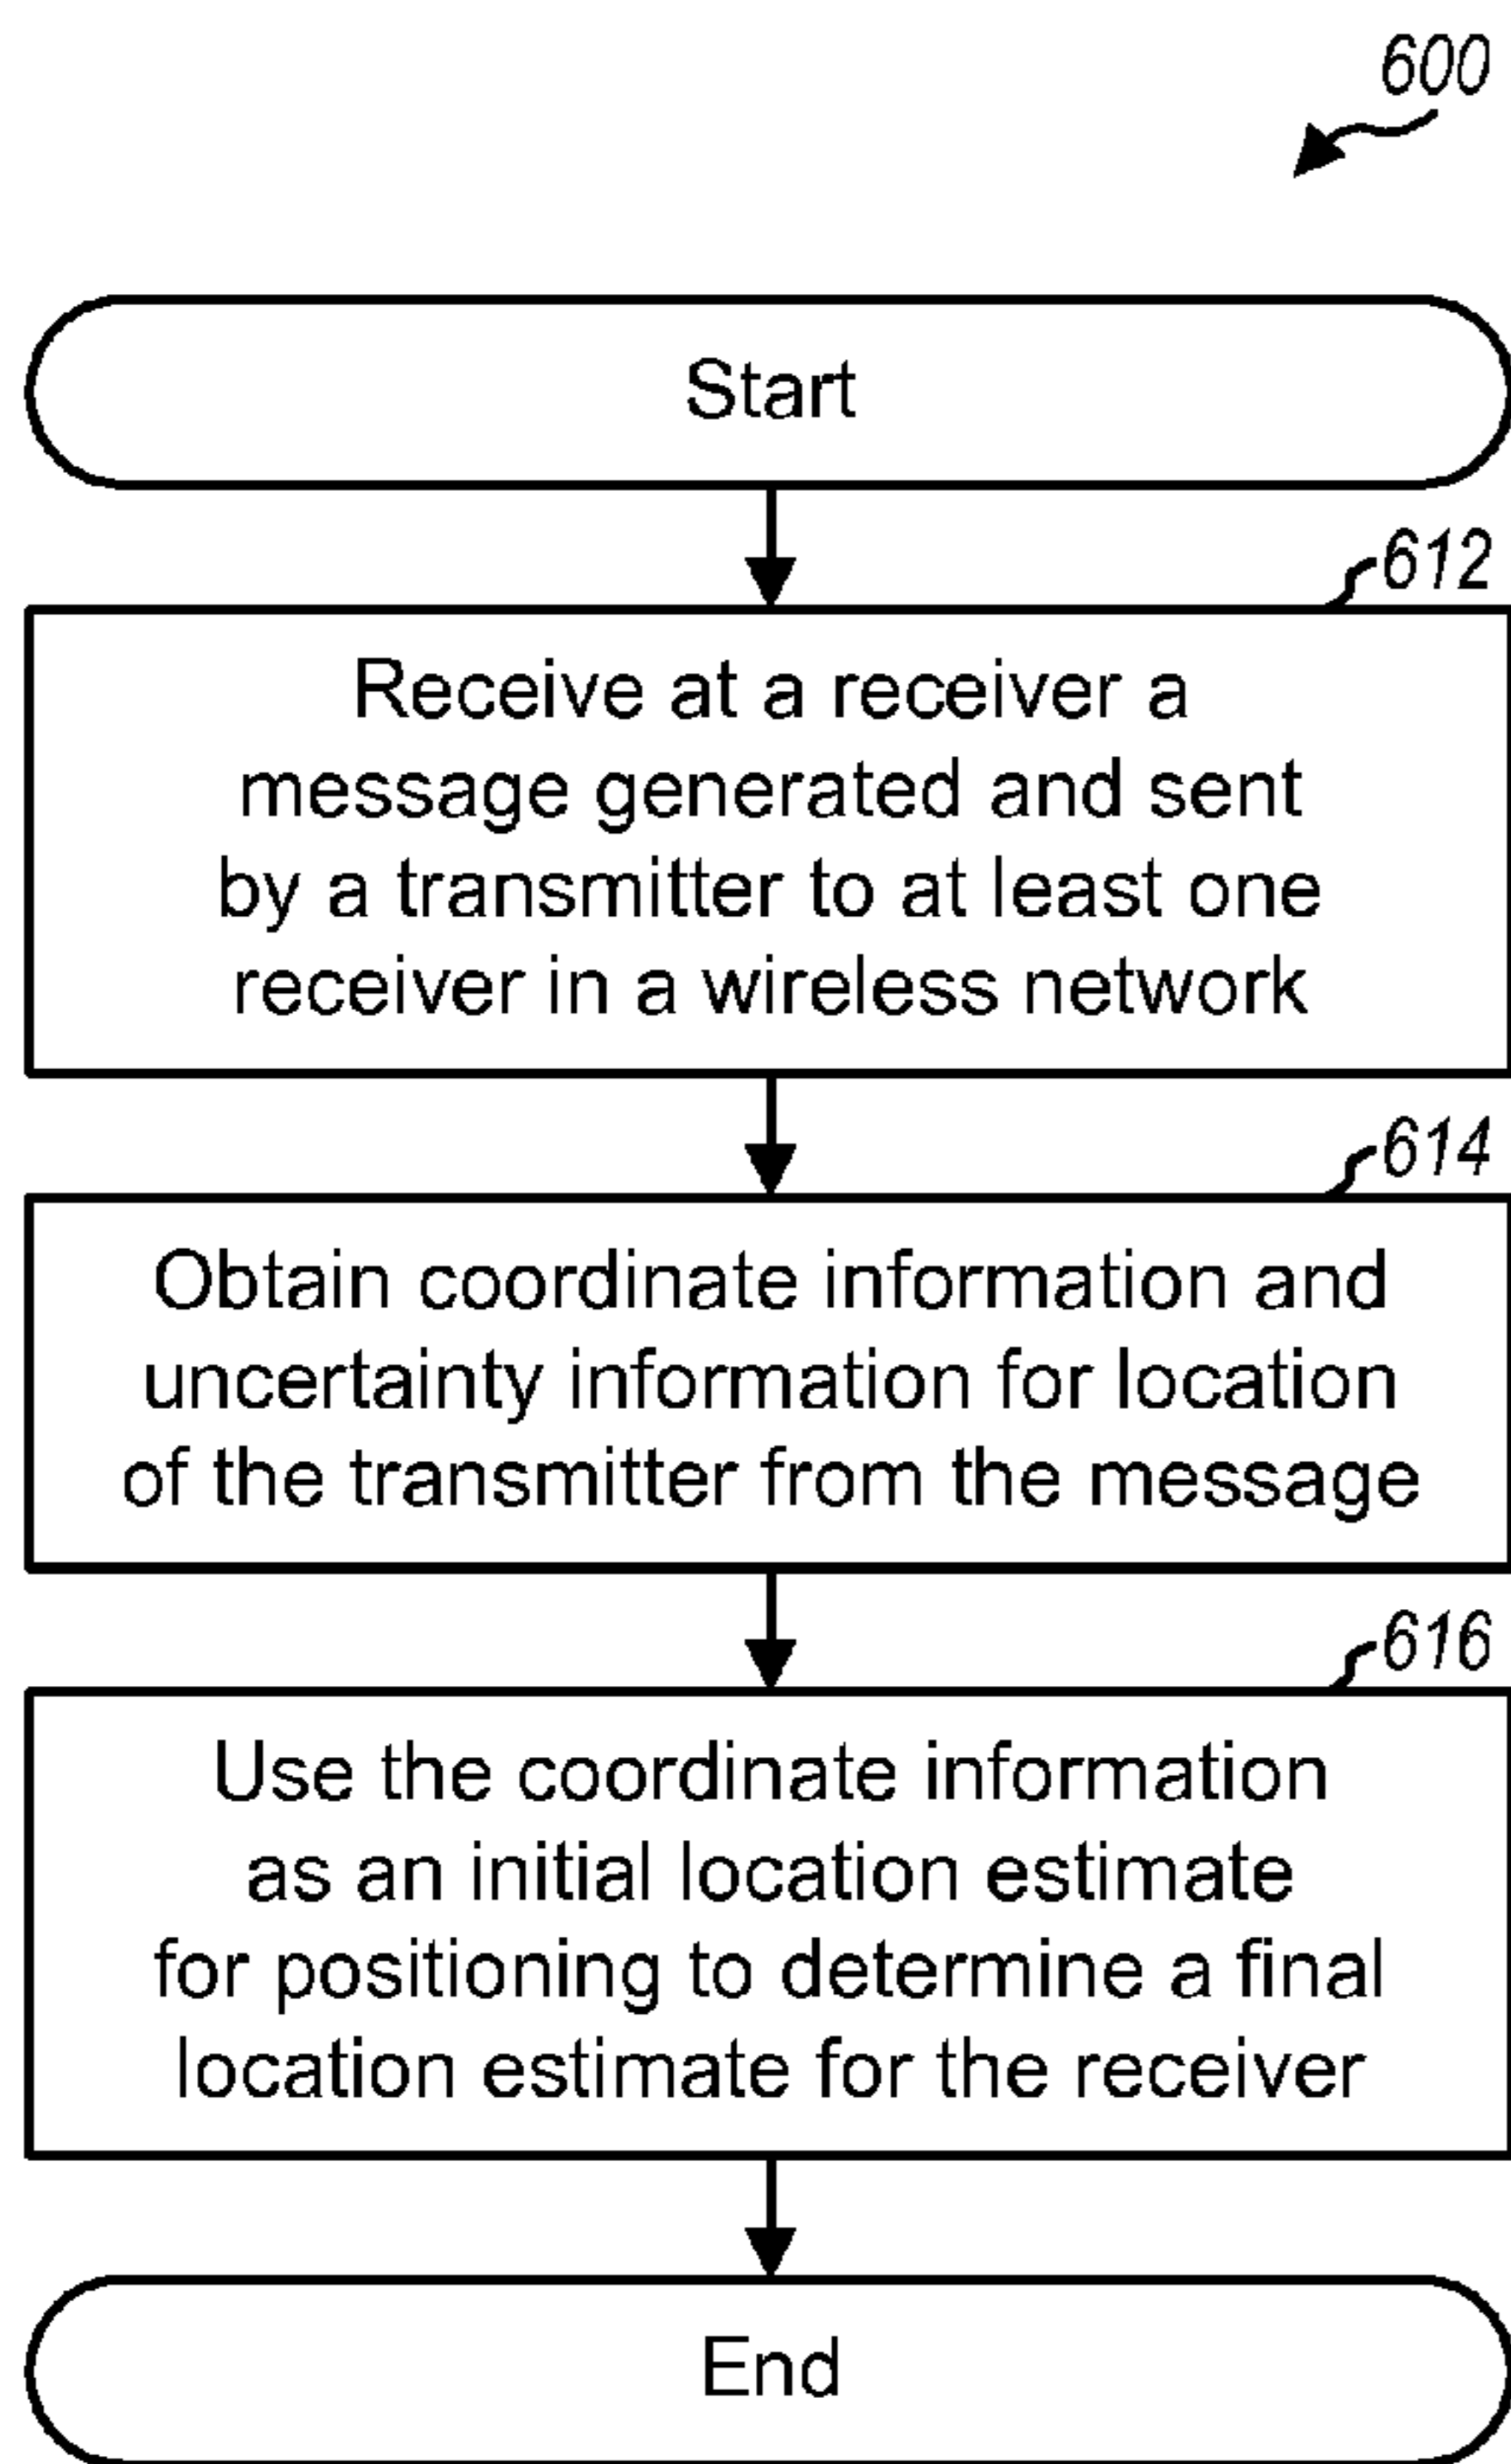 600
Start
612
Receive at a receiver a
message generated and sent
by a transmitter to at least one
receiver in a wireless network
614
Obtain coordinate information and
uncertainty information for location
of the transmitter from the message
616
Use the coordinate information
as an initial location estimate
for positioning to determine a final
location estimate for the receiver
End